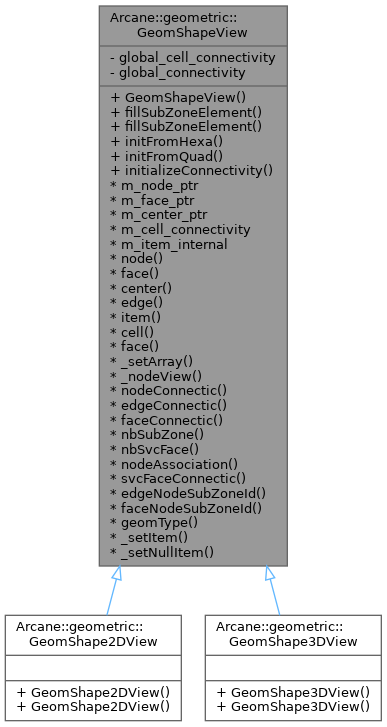 Arcane::geometric::
GeomShapeView
- global_cell_connectivity
- global_connectivity
+ GeomShapeView()
+ fillSubZoneElement()
+ fillSubZoneElement()
+ initFromHexa()
+ initFromQuad()
+ initializeConnectivity()
* m_node_ptr
* m_face_ptr
* m_center_ptr
* m_cell_connectivity
* m_item_internal
* node()
* face()
* center()
* edge()
* item()
* cell()
* face()
* _setArray()
* _nodeView()
* nodeConnectic()
* edgeConnectic()
* faceConnectic()
* nbSubZone()
* nbSvcFace()
* nodeAssociation()
* svcFaceConnectic()
* edgeNodeSubZoneId()
* faceNodeSubZoneId()
* geomType()
* _setItem()
* _setNullItem()
Arcane::geometric::
GeomShape2DView
+ GeomShape2DView()
+ GeomShape2DView()
Arcane::geometric::
GeomShape3DView
+ GeomShape3DView()
+ GeomShape3DView()